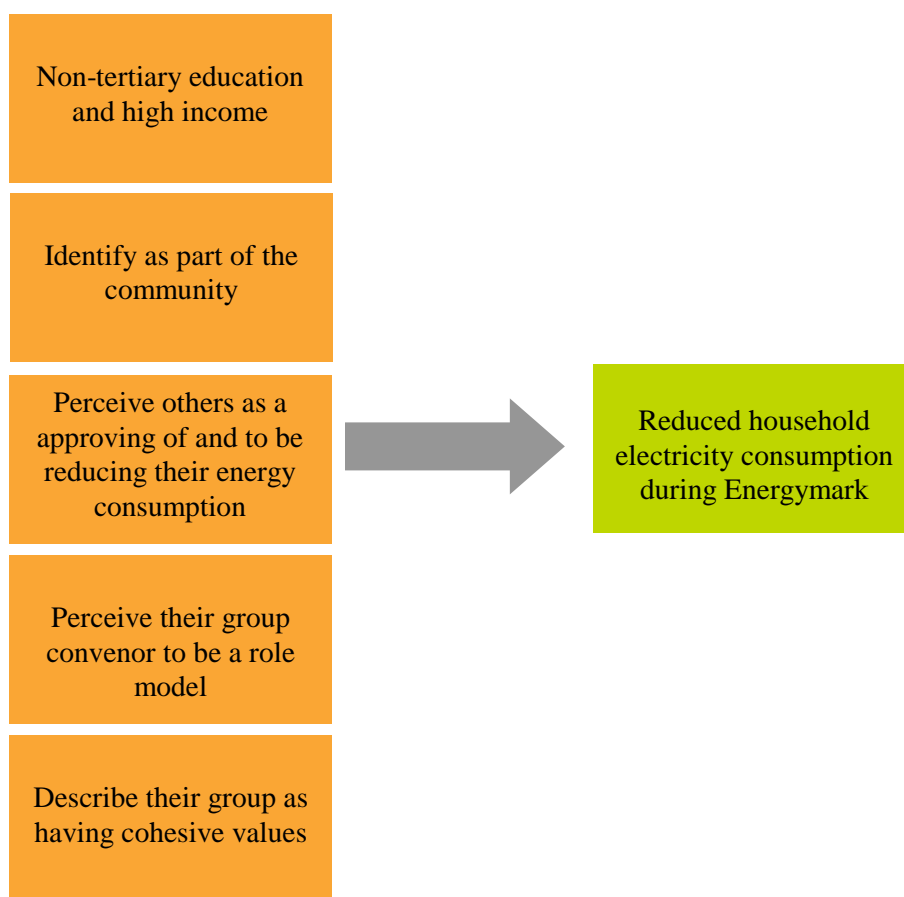 Non-tertiary education
and high income
Identify as part of the
community
Perceive others as a
approving of and to be
reducing their energy
consumption
Perceive their group
convenor to be a role
model
Describe their group as
having cohesive values
Reduced household
electricity consumption
during Energymark